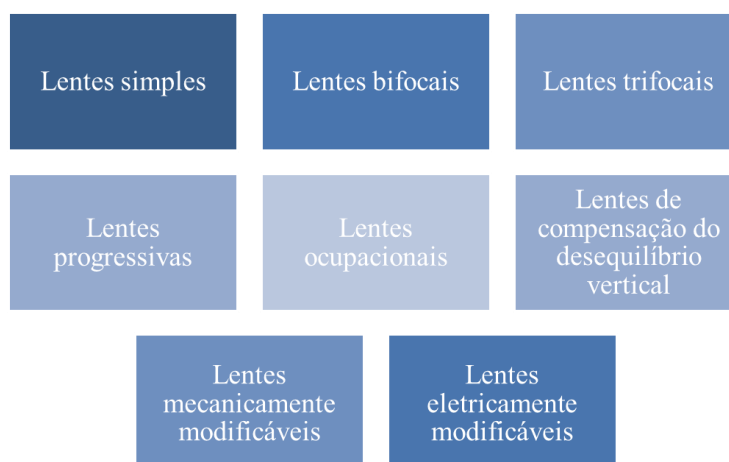 Lentes simples
Lentes bifocais
Lentes trifocais
Lentes
progressivas
Lentes
ocupacionais
Lentes de
compensação do
desequilíbrio
vertical
Lentes
mecanicamente
modificáveis
Lentes
eletricamente
modificáveis